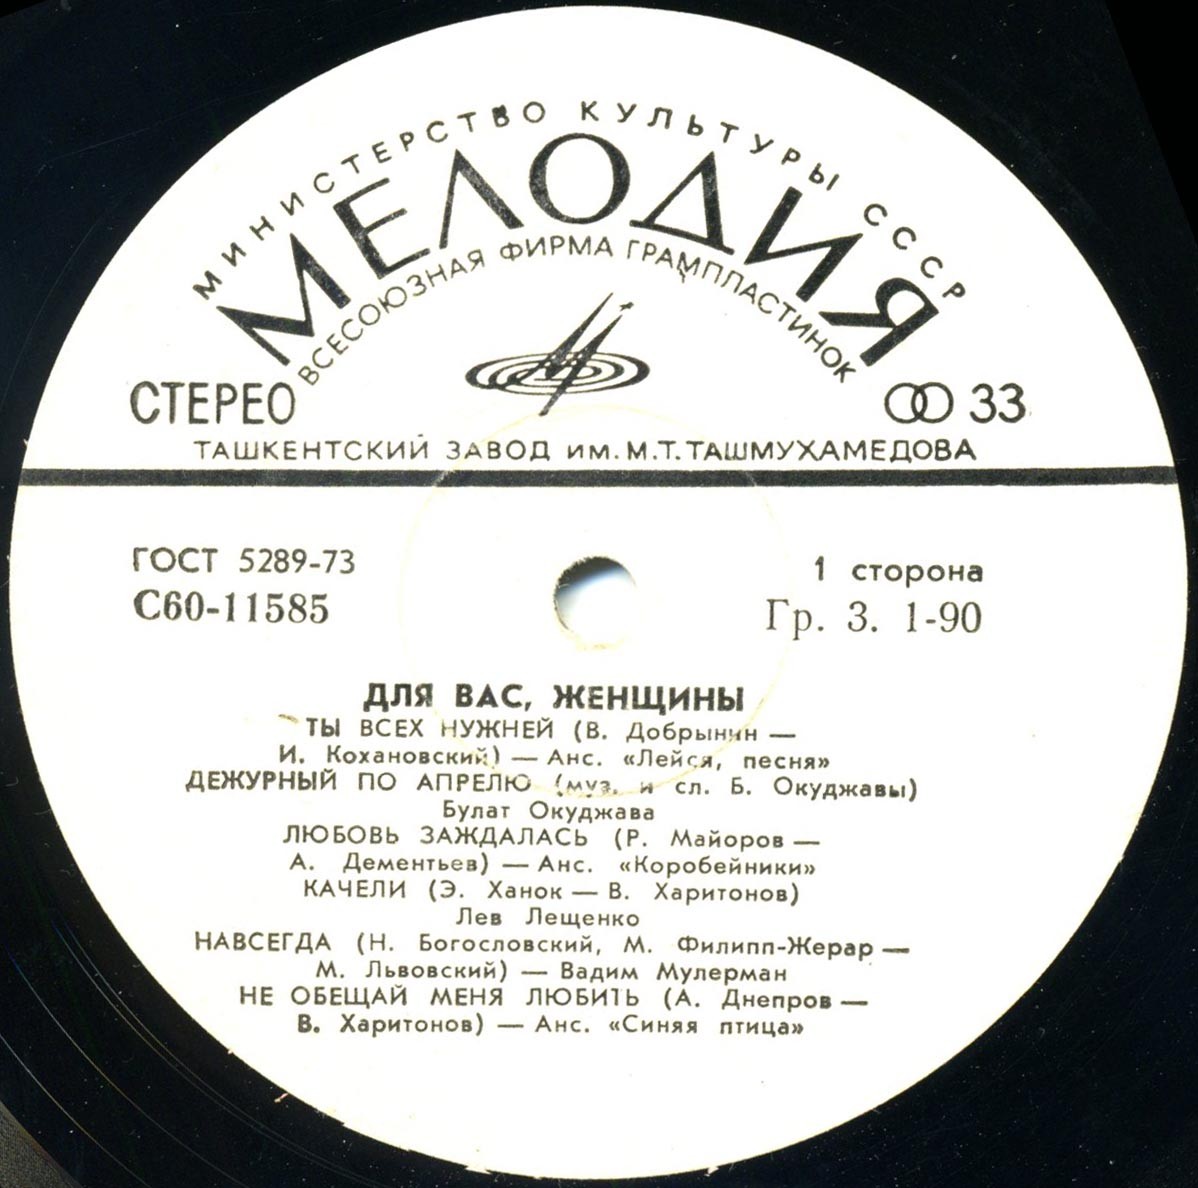 МИНИСТЕРСТВО КУЛЬТУРЫ СССР
МЕЛОДИЯ
ВСЕСОЮЗНАЯ ФИРМА ГРАМПЛАСТИНОК
СТЕРЕО
33
ТАШКЕНТСКИЙ ЗАВОД ИМ. М. Т. ТАШМУХАМЕДОВА
ГОСТ 5289-73
1 сторона
С60-11585
Гр. 3. 1-90
ДЛЯ ВАС, ЖЕНЩИНЫ
ТЫ ВСЕХ НУЖНЕЙ (В. Добрынин —
И. Кохановский) — Анс. «Лейся, песня»
ДЕЖУРНЫЙ ПО АПРЕЛЮ (муз. и сл. Б. Окуджавы)
Булат Окуджава
ЛЮБОВЬ ЗАЖДАЛАСЬ (Р. Майоров —
А. Дементьев) — Анс. «Коробейники»
КАЧЕЛИ (Э. Ханок — В. Харитонов)
Лев Лещенко
НАВСЕГДА (Н. Богословский, М. Филипп-Жерар —
М. Львовский) — Вадим Мулерман
НЕ ОБЕЩАЙ МЕНЯ ЛЮБИТЬ (А. Днепров —
В. Харитонов) — Анс. «Синяя птица»